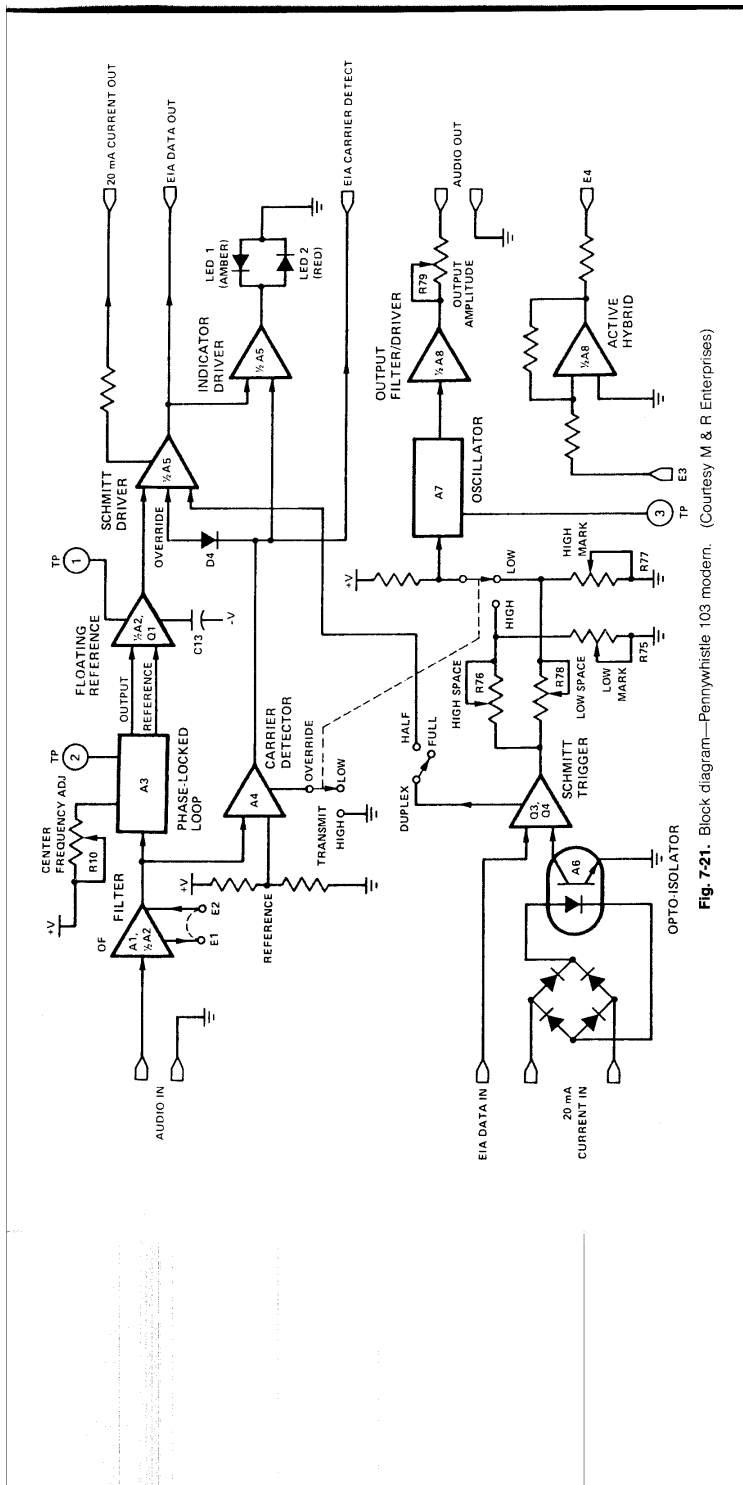 20 mA CURRENT OUT
EIA DATA OUT
SCHMITT
DRIVER
½ A5
OVERRIDE
D4
INDICATOR
DRIVER
½ A5
LED 1
(AMBER)
LED 2
(RED)
EIA CARRIER DETECT
TP
1
FLOATING
REFERENCE
½ A2,
Q1
C13
-V
OUTPUT
REFERENCE
TP
2
A3
PHASE-LOCKED
LOOP
CENTER
FREQUENCY ADJ
R10
+V
FILTER
OF
A1,
½ A2
E1
E2
AUDIO IN
+V
REFERENCE
CARRIER
DETECTOR
A4
OVERRIDE
LOW
TRANSMIT
HIGH
HALF
DUPLEX
FULL
EIA DATA IN
20 mA
CURRENT IN
OPTO-ISOLATOR
A6
SCHMITT
TRIGGER
Q3,
Q4
HIGH SPACE
R76
R78
LOW SPACE
HIGH
LOW
+V
LOW
MARK
R75
HIGH
MARK
R77
A7
OSCILLATOR
3
TP
OUTPUT
FILTER/DRIVER
½ A8
R79
OUTPUT
AMPLITUDE
AUDIO OUT
E3
½ A8
ACTIVE
HYBRID
E4
Fig. 7-21. Block diagram—Pennywhistle 103 modern. (Courtesy M & R Enterprises)